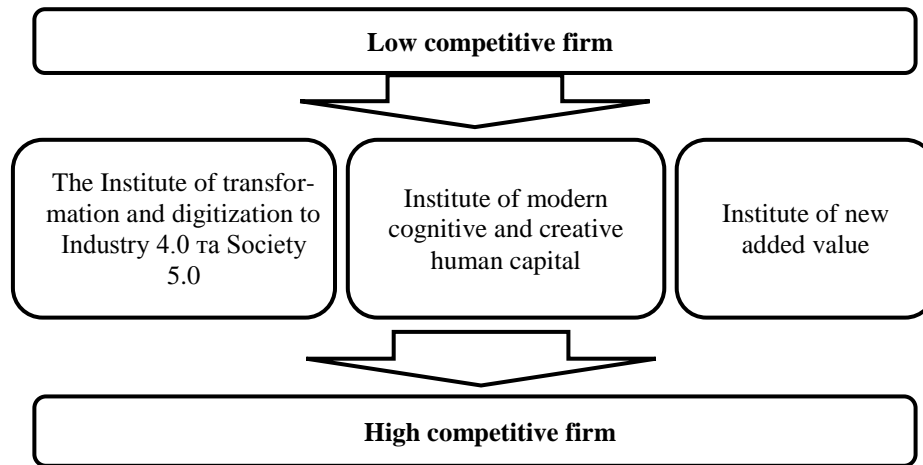 Low competitive firm
The Institute of transfor-
mation and digitization to
Industry 4.0 та Society
5.0
Institute of modern
cognitive and creative
human capital
Institute of new
added value
High competitive firm